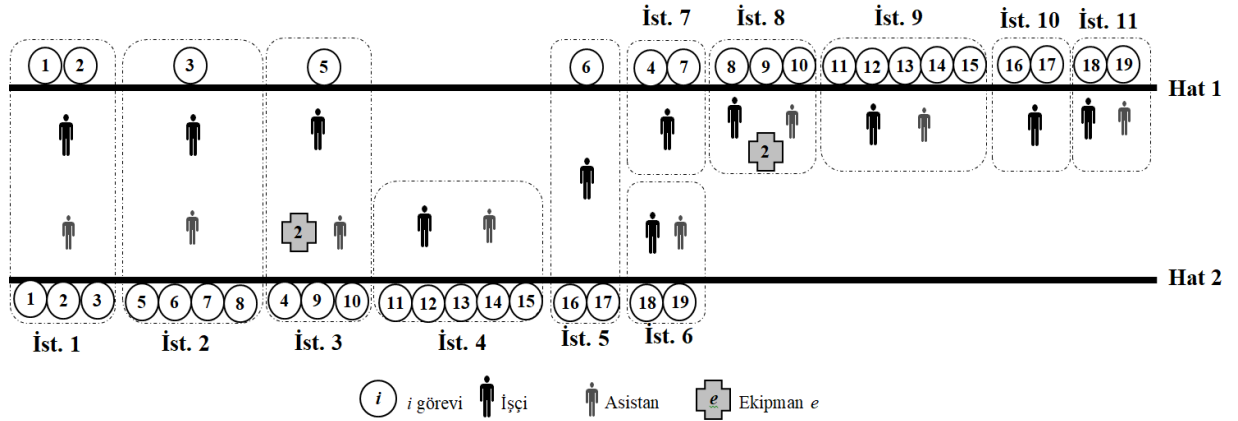 İst. 7 İst. 8 İst. 9 İst. 10 İst. 11
1 2 3 5 6 4 7 8 9 10 11 12 13 14 15 16 17 18 19
Hat 1
2
2
Hat 2
1 2 3 5 6 7 8 4 9 10 11 12 13 14 15 16 17 18 19
İst. 1 İst. 2 İst. 3 İst. 4 İst. 5 İst. 6
i i görevi İşçi Asistan e Ekipman e